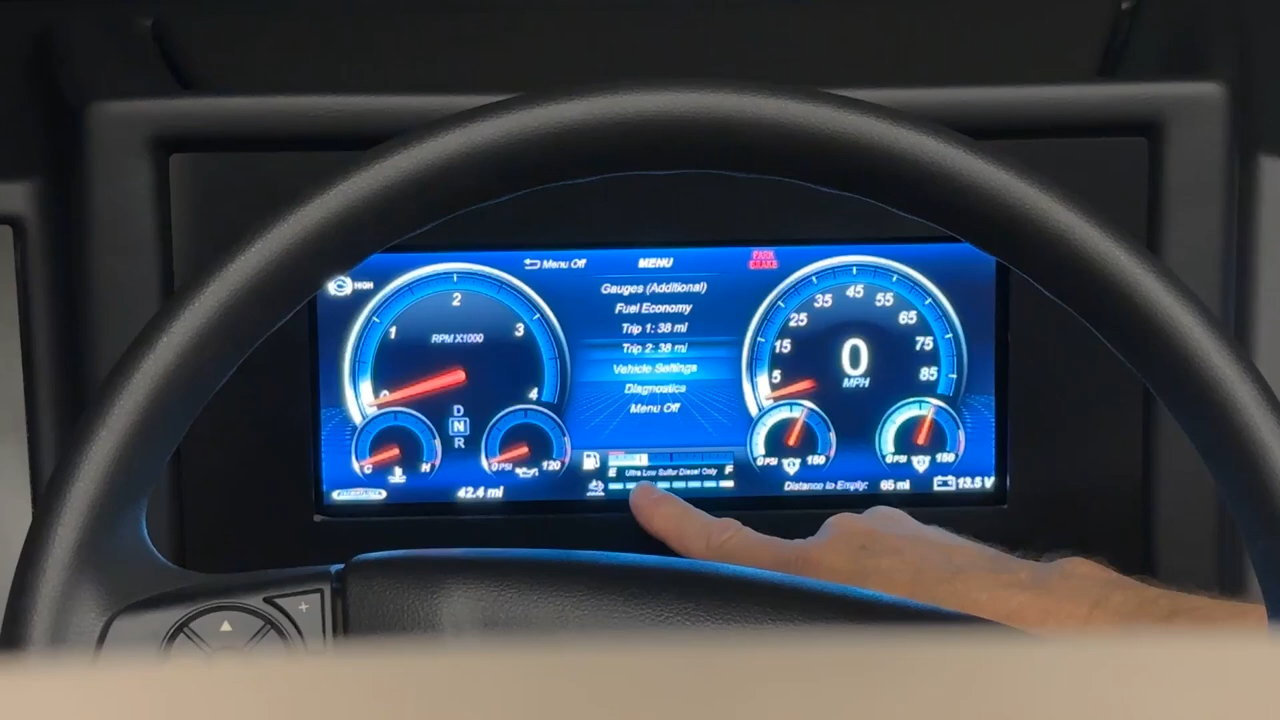 Menu Off
MENU
PARK
BRAKE
HIGH
Gauges (Additional)
Fuel Economy
Trip 1: 38 mi
Trip 2: 38 mi
Vehicle Settings
Diagnostics
Menu Off
0 1 2 3 4
RPM X1000
5 15 25 35 45 55 65 75 85
0
MPH
D
N
R
C H
0 PSI 120
E Ultra Low Sulfur Diesel Only F
0 PSI 150
0 PSI 150
42.4 mi
Distance to Empty: 65 mi
13.5 V
+